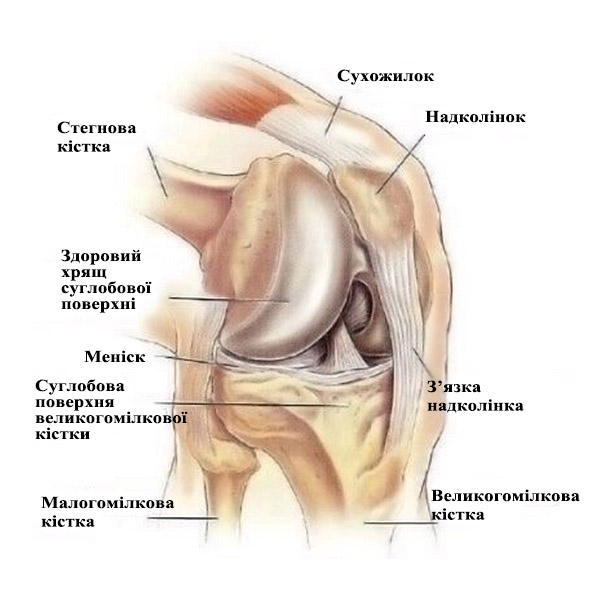 Сухожилок
Надколінок
Стегнова
кістка
Здоровий
хрящ
суглобової
поверхні
Меніск
Суглобова
поверхня
великогомілкової
кістки
З’язка
надколінка
Малогомілкова
кістка
Великогомілкова
кістка